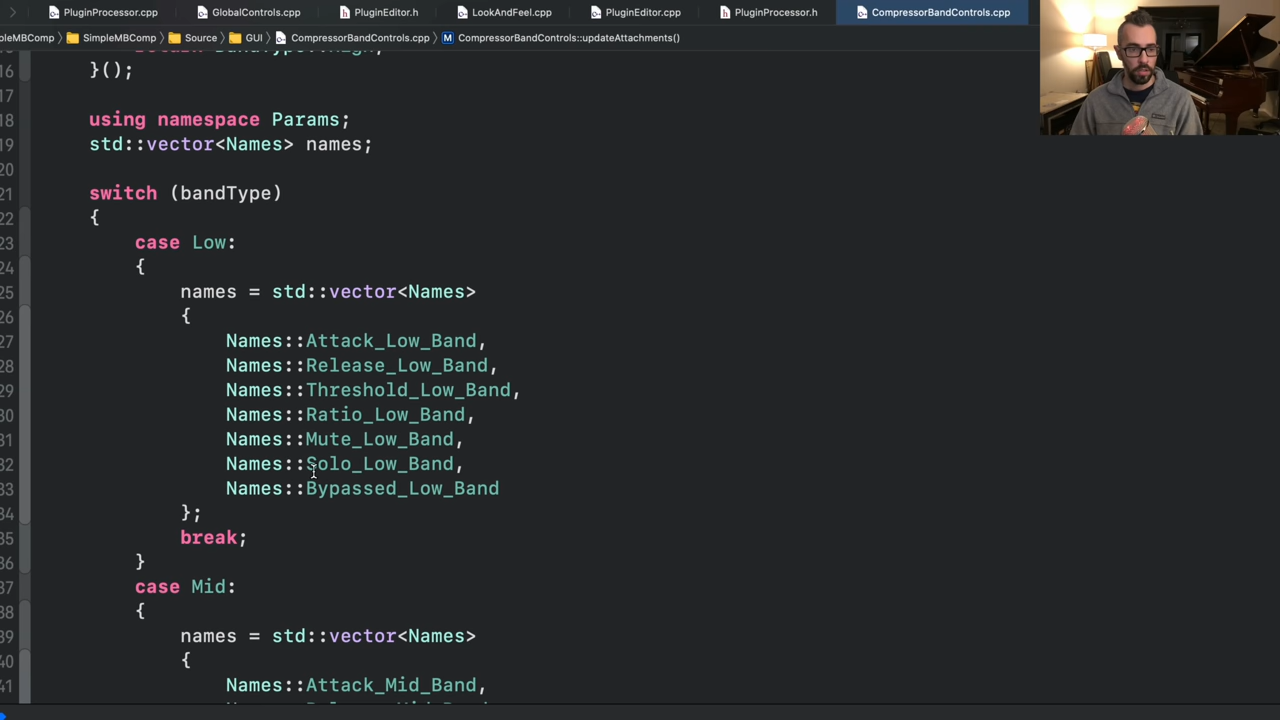 PluginProcessor.cpp GlobalControls.cpp PluginEditor.h LookAndFeel.cpp PluginEditor.cpp PluginProcessor.h CompressorBandControls.cpp
pleMBComp SimpleMBComp Source GUI CompressorBandControls.cpp CompressorBandControls::updateAttachments()
16 }();
17
18 using namespace Params;
19 std::vector<Names> names;
20
21 switch (bandType)
22 {
23 case Low:
24 {
25 names = std::vector<Names>
26 {
27 Names::Attack_Low_Band,
28 Names::Release_Low_Band,
29 Names::Threshold_Low_Band,
30 Names::Ratio_Low_Band,
31 Names::Mute_Low_Band,
32 Names::Solo_Low_Band,
33 Names::Bypassed_Low_Band
34 };
35 break;
36 }
37 case Mid:
38 {
39 names = std::vector<Names>
40 {
41 Names::Attack_Mid_Band,